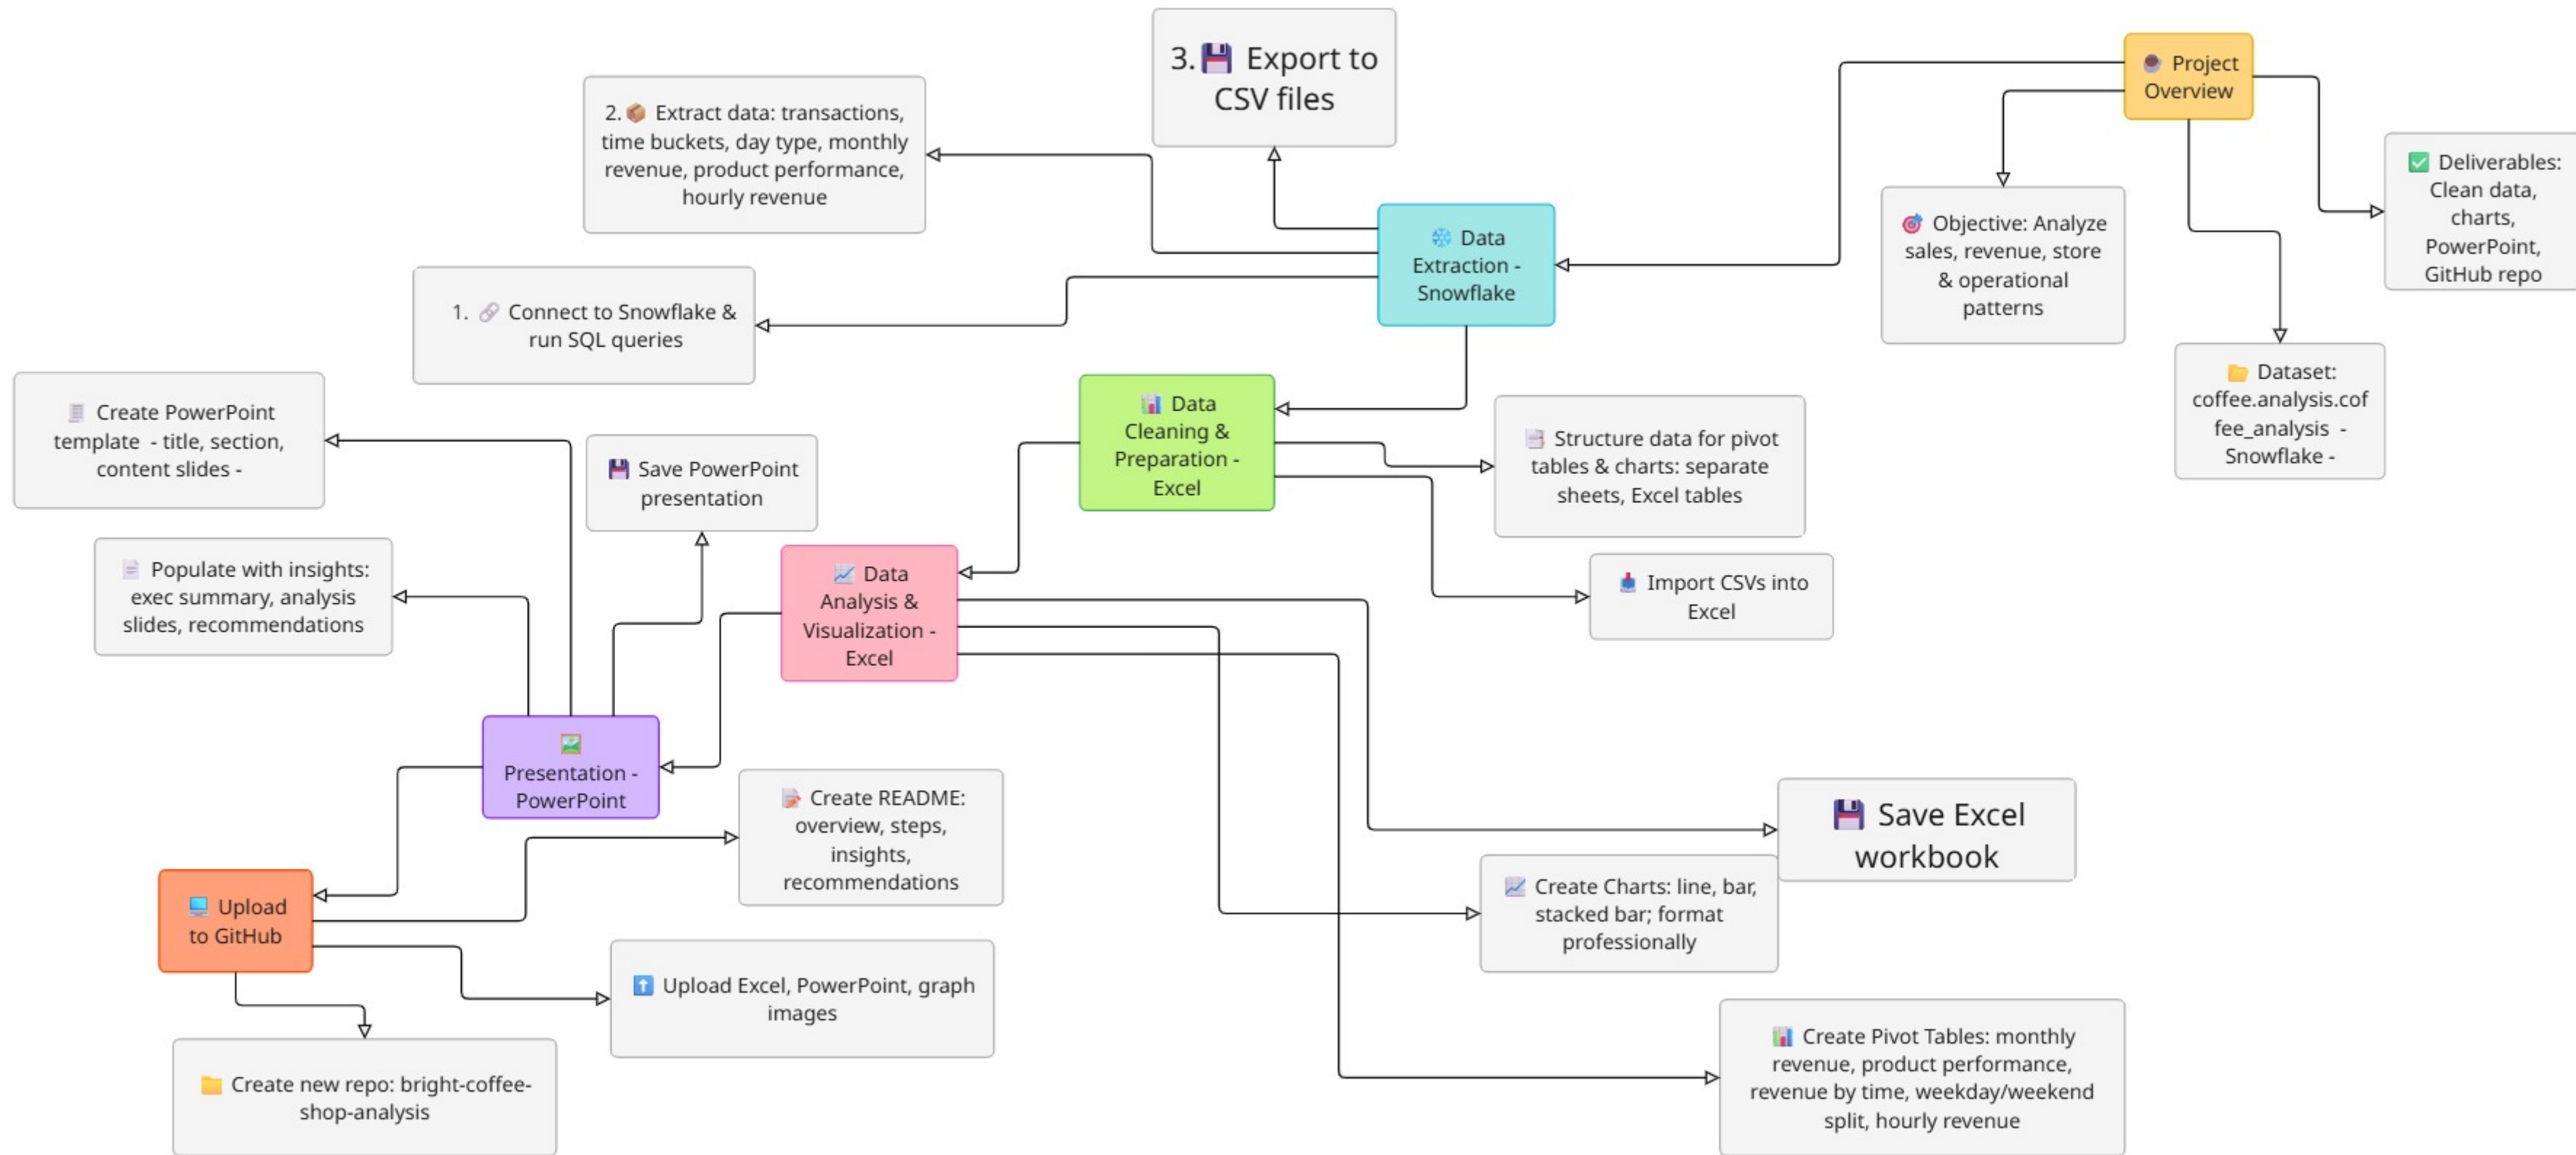 3.💾 Export to
CSV files
☕ Project
Overview
2.📦 Extract data: transactions,
time buckets, day type, monthly
revenue, product performance,
hourly revenue
✅ Deliverables:
Clean data,
charts,
PowerPoint,
GitHub repo
🎯 Objective: Analyze
sales, revenue, store
& operational
patterns
❄️ Data
Extraction -
Snowflake
1. 🔗 Connect to Snowflake &
run SQL queries
📂 Dataset:
coffee.analysis.cof
fee_analysis  -
Snowflake -
🧾 Create PowerPoint
template  - title, section,
content slides -
📊 Data
Cleaning &
Preparation -
Excel
📑 Structure data for pivot
tables & charts: separate
sheets, Excel tables
💾 Save PowerPoint
presentation
📄 Populate with insights:
exec summary, analysis
slides, recommendations
📈 Data
Analysis &
Visualization -
Excel
📥 Import CSVs into
Excel
🖼️
Presentation -
PowerPoint
📝 Create README:
overview, steps,
insights,
recommendations
💾 Save Excel
workbook
📈 Create Charts: line, bar,
stacked bar; format
professionally
💻 Upload
to GitHub
⬆️ Upload Excel, PowerPoint, graph
images
📊 Create Pivot Tables: monthly
revenue, product performance,
revenue by time, weekday/weekend
split, hourly revenue
📁 Create new repo: bright-coffee-
shop-analysis